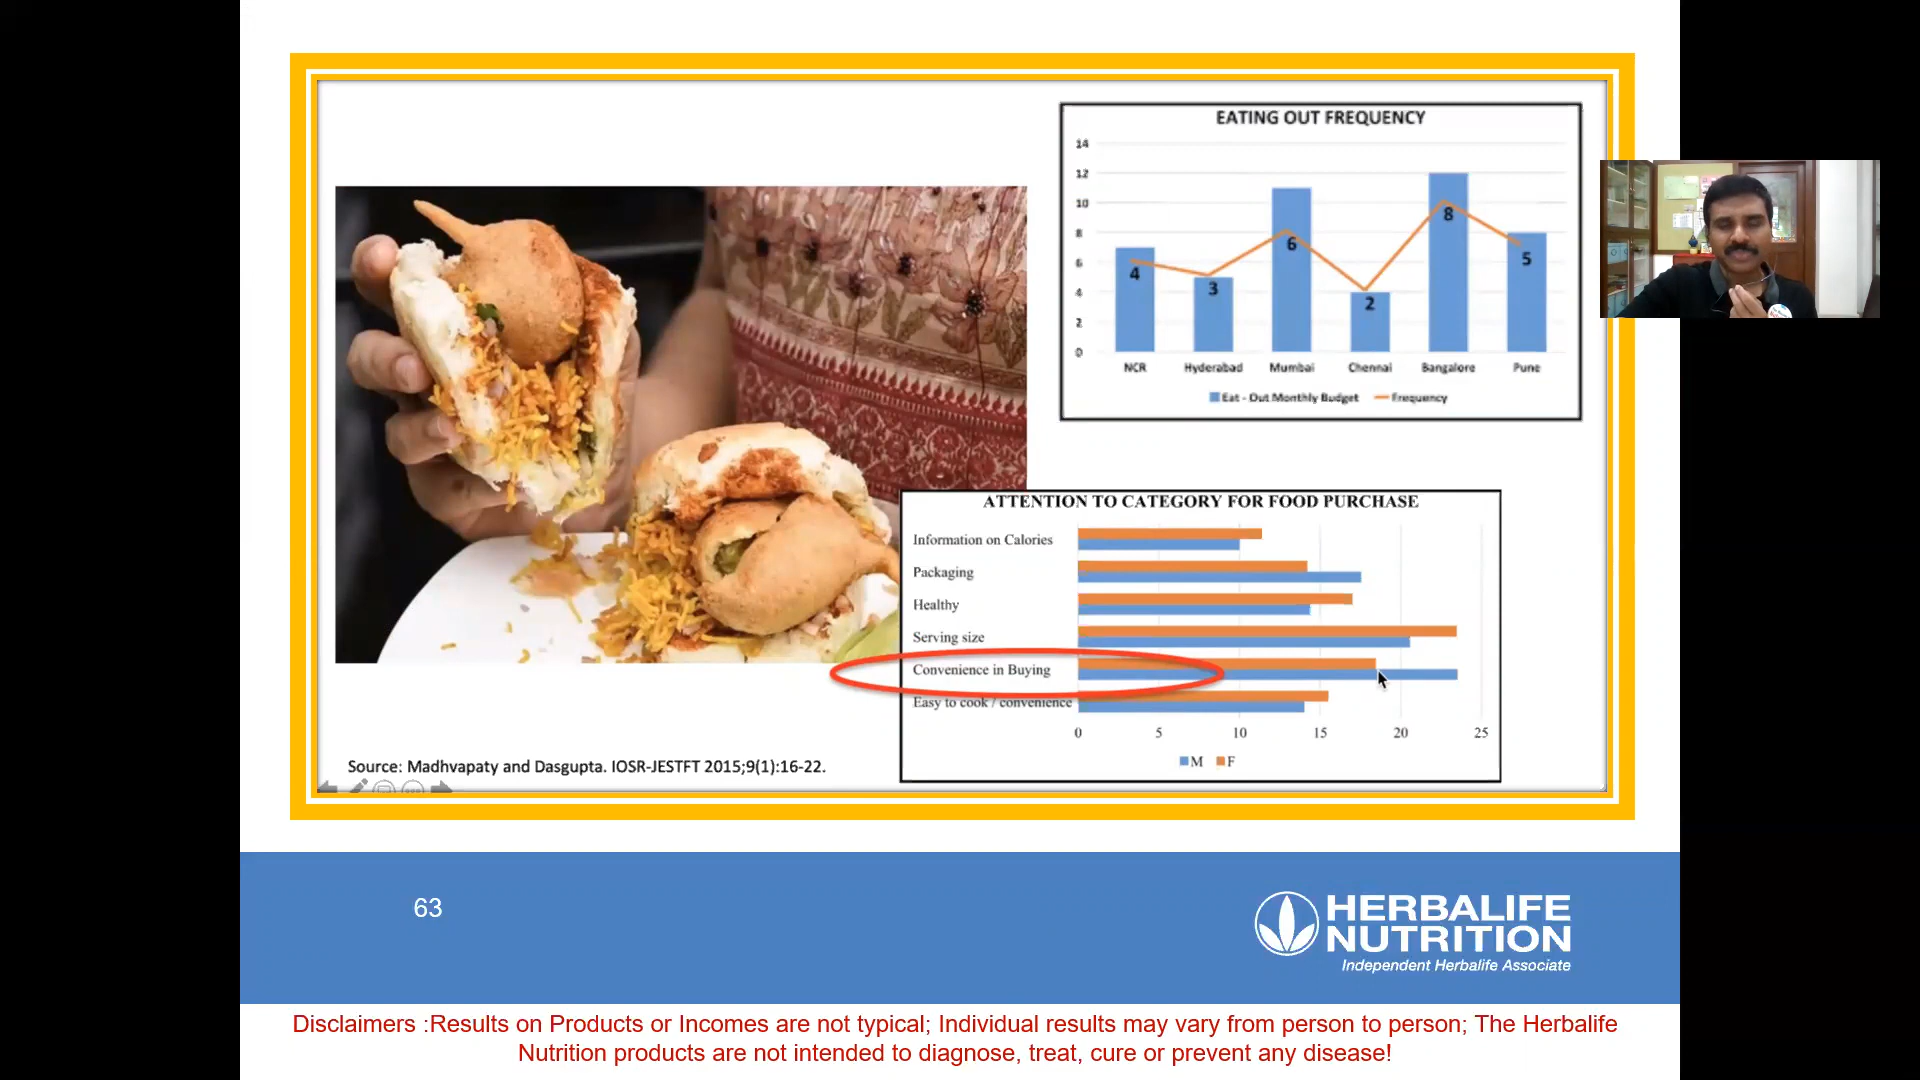 EATING OUT FREQUENCY
14
12
10
8
6
4
2
0
4
3
6
2
8
5
NCR Hyderabad Mumbai Chennai Bangalore Pune
Eat - Out Monthly Budget Frequency
ATTENTION TO CATEGORY FOR FOOD PURCHASE
Information on Calories
Packaging
Healthy
Serving size
Convenience in Buying
Easy to cook / convenience
0 5 10 15 20 25
M F
Source: Madhvapaty and Dasgupta. IOSR-JESTFT 2015;9(1):16-22.
63
HERBALIFE
NUTRITION
Independent Herbalife Associate
Disclaimers :Results on Products or Incomes are not typical; Individual results may vary from person to person; The Herbalife
Nutrition products are not intended to diagnose, treat, cure or prevent any disease!